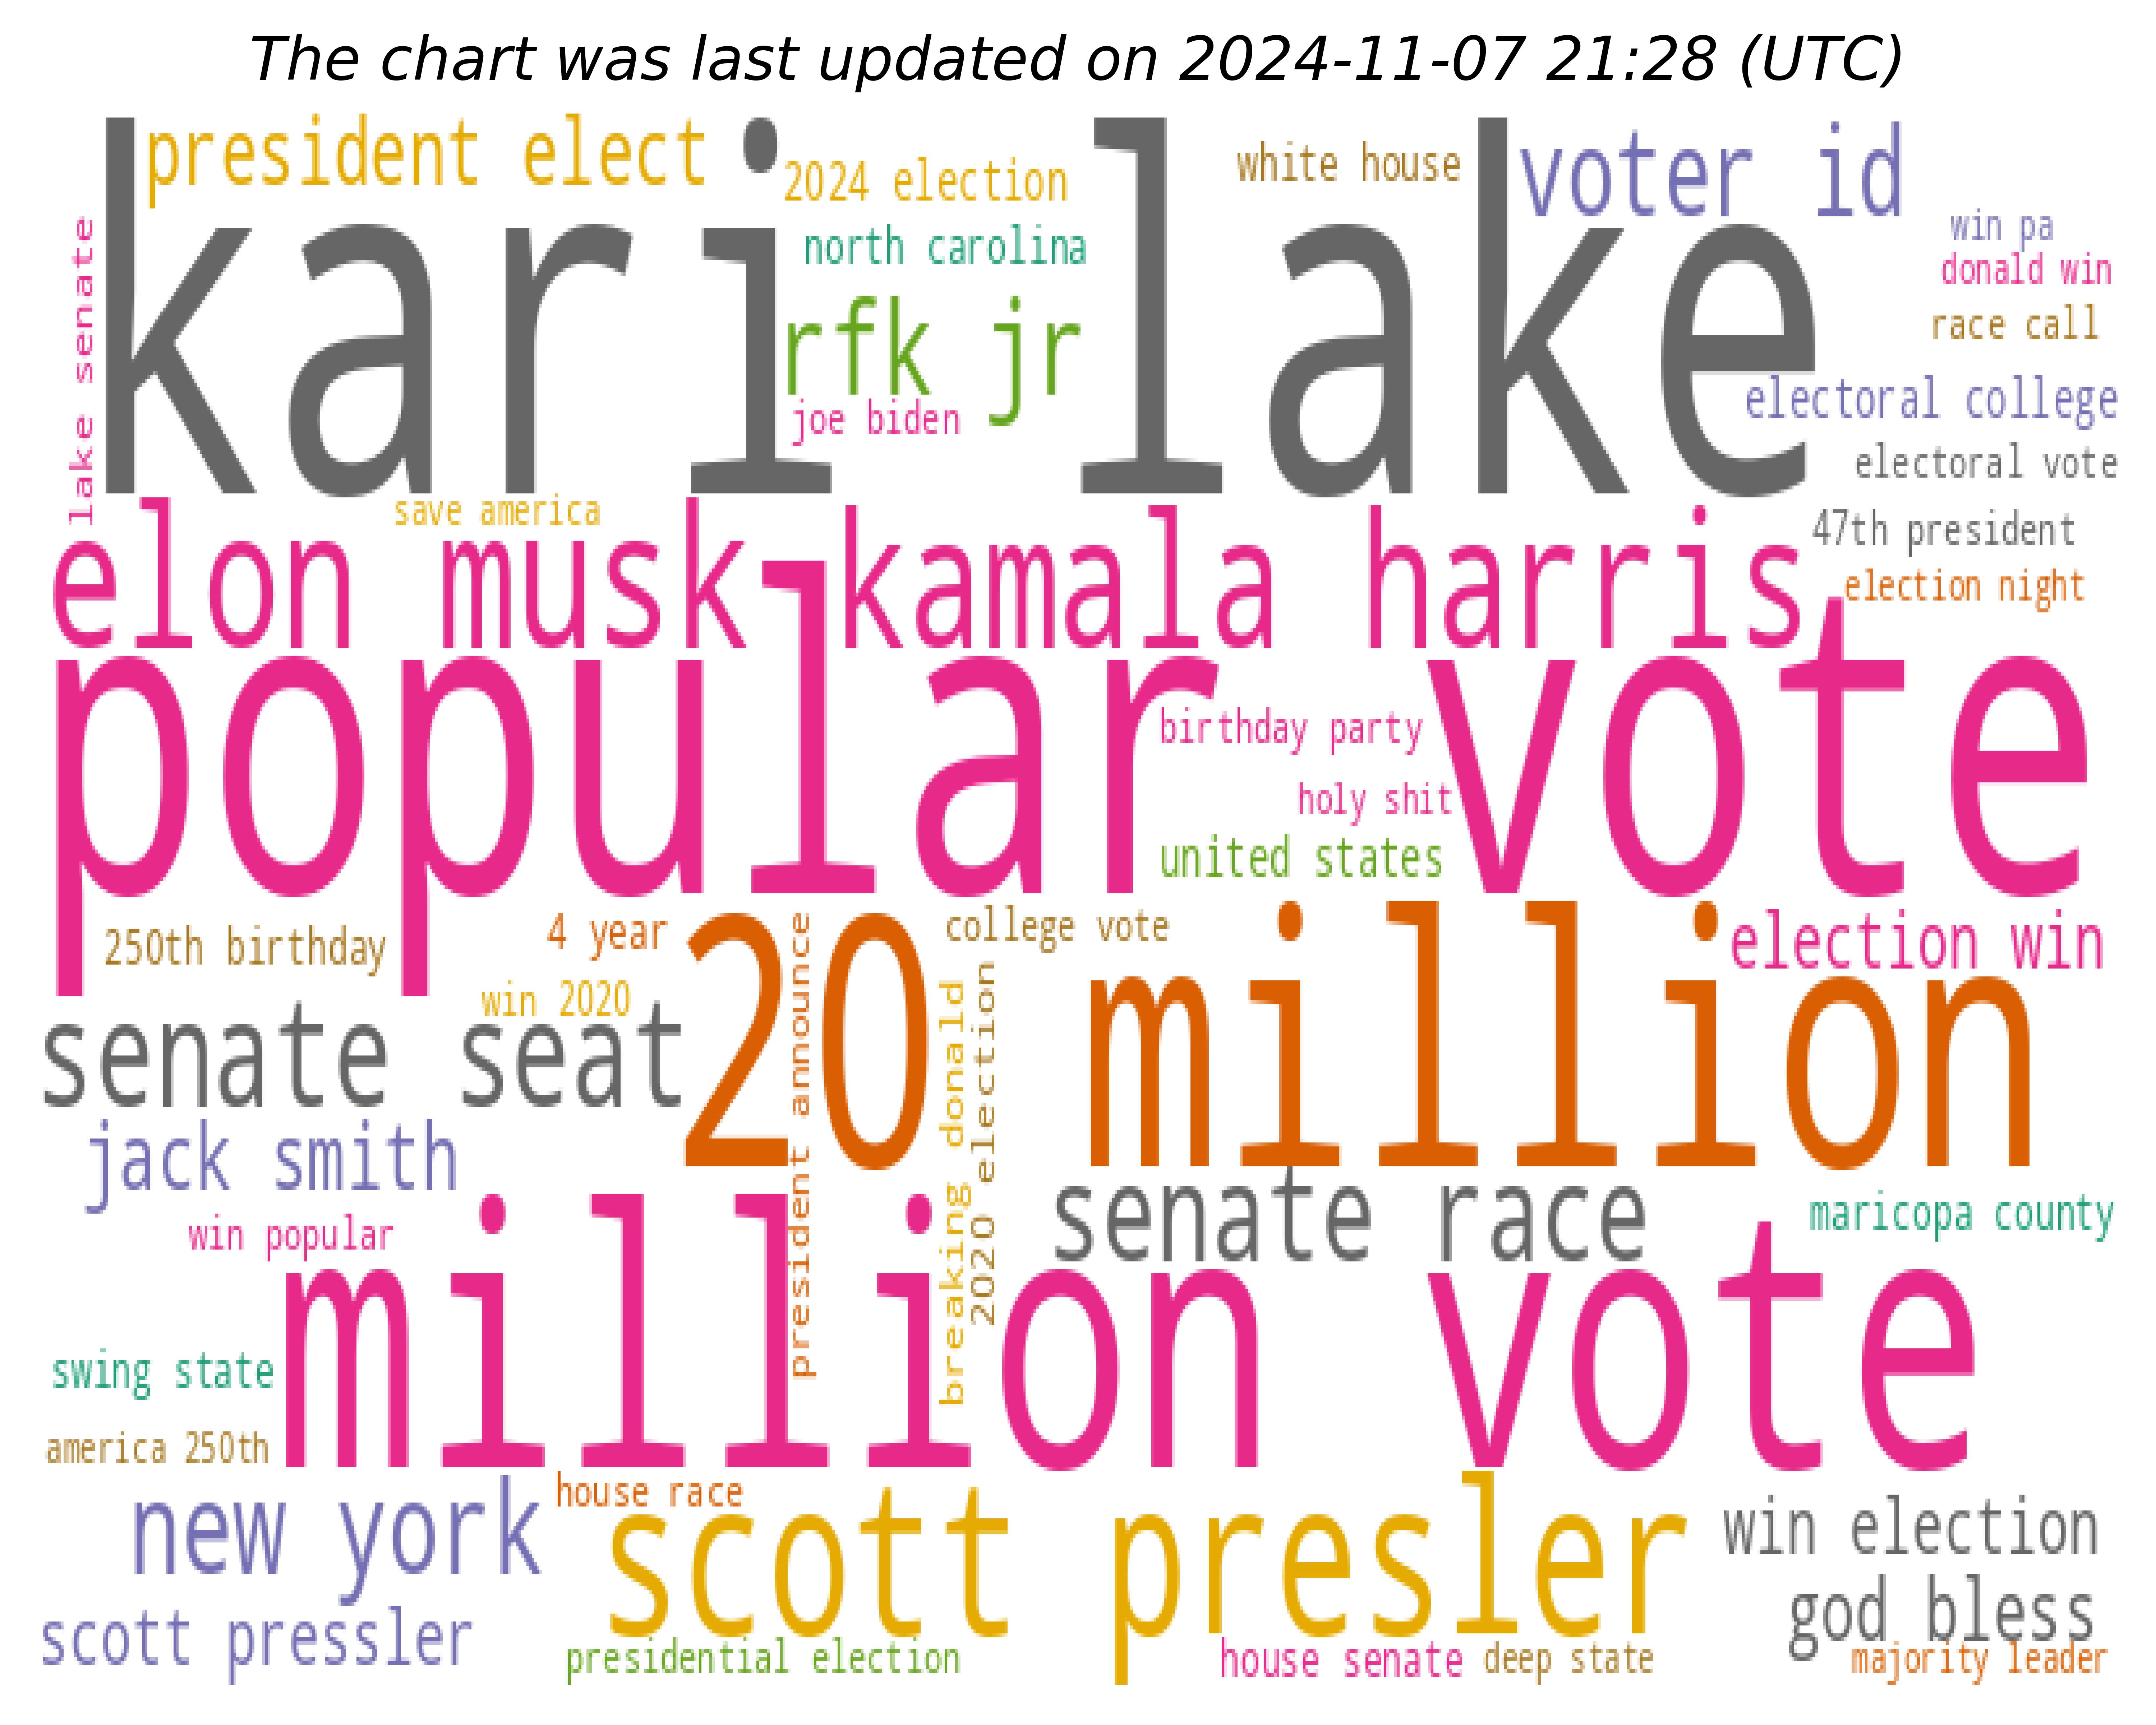 The chart was last updated on 2024-11-07 21:28 (UTC)
president elect
2024 election
white house
voter id
kari lake
north carolina
win pa
donald win
lake senate
rfk jr
race call
joe biden
electoral college
electoral vote
save america
47th president
elon musk
kamala harris
election night
popular vote
birthday party
holy shit
united states
250th birthday
4 year
college vote
election win
win 2020
20 million
president announce
breaking donald
2020 election
senate seat
jack smith
senate race
maricopa county
win popular
million vote
swing state
america 250th
new york
house race
scott presler
win election
god bless
scott pressler
presidential election
house senate
deep state
majority leader